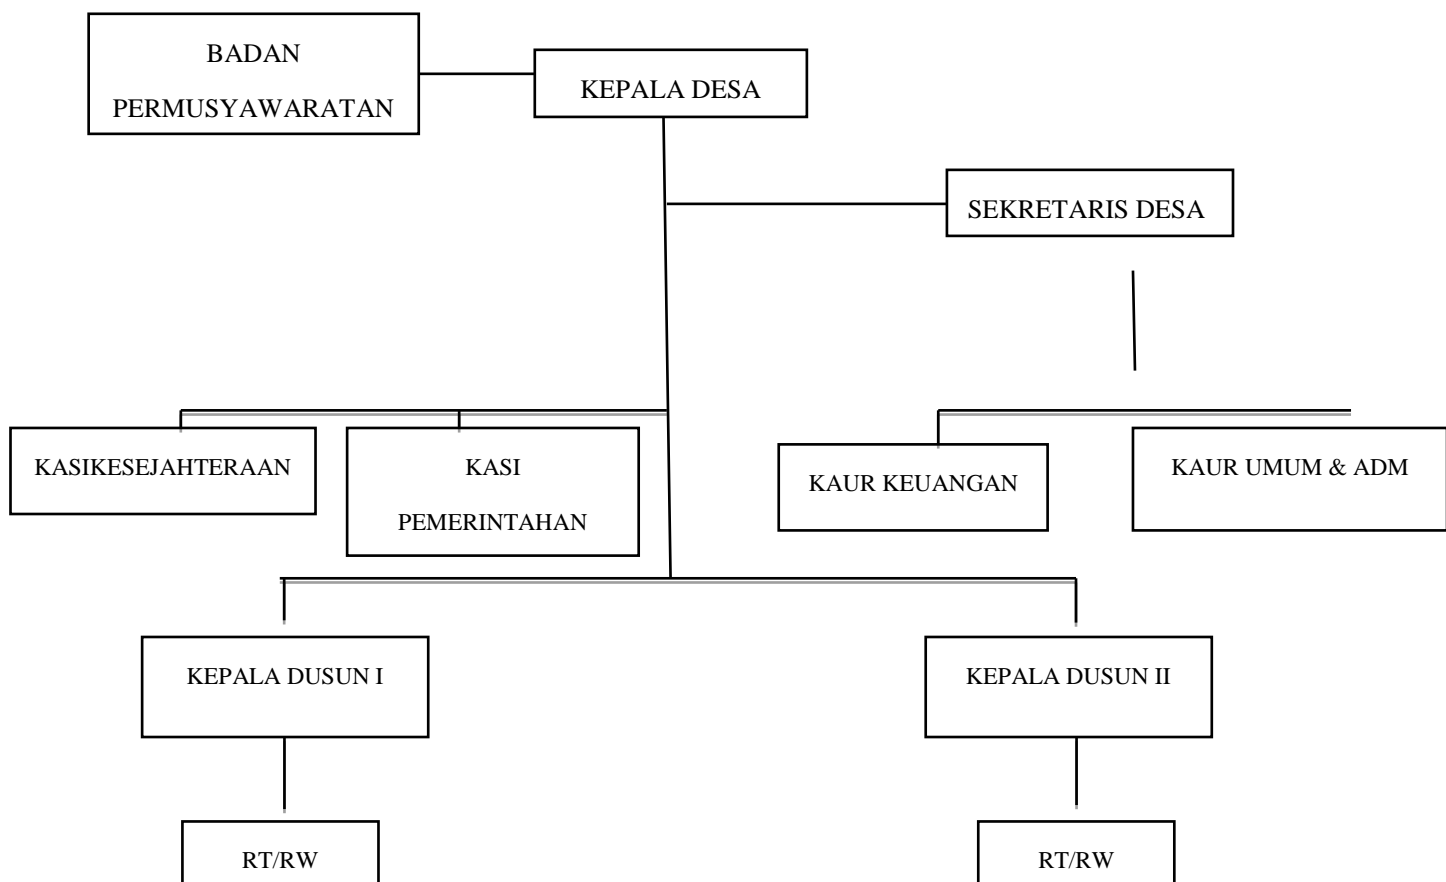 BADAN
PERMUSYAWARATAN
KEPALA DESA
SEKRETARIS DESA
KASIKESEJAHTERAAN
KASI
PEMERINTAHAN
KAUR KEUANGAN
KAUR UMUM & ADM
KEPALA DUSUN I
KEPALA DUSUN II
RT/RW
RT/RW